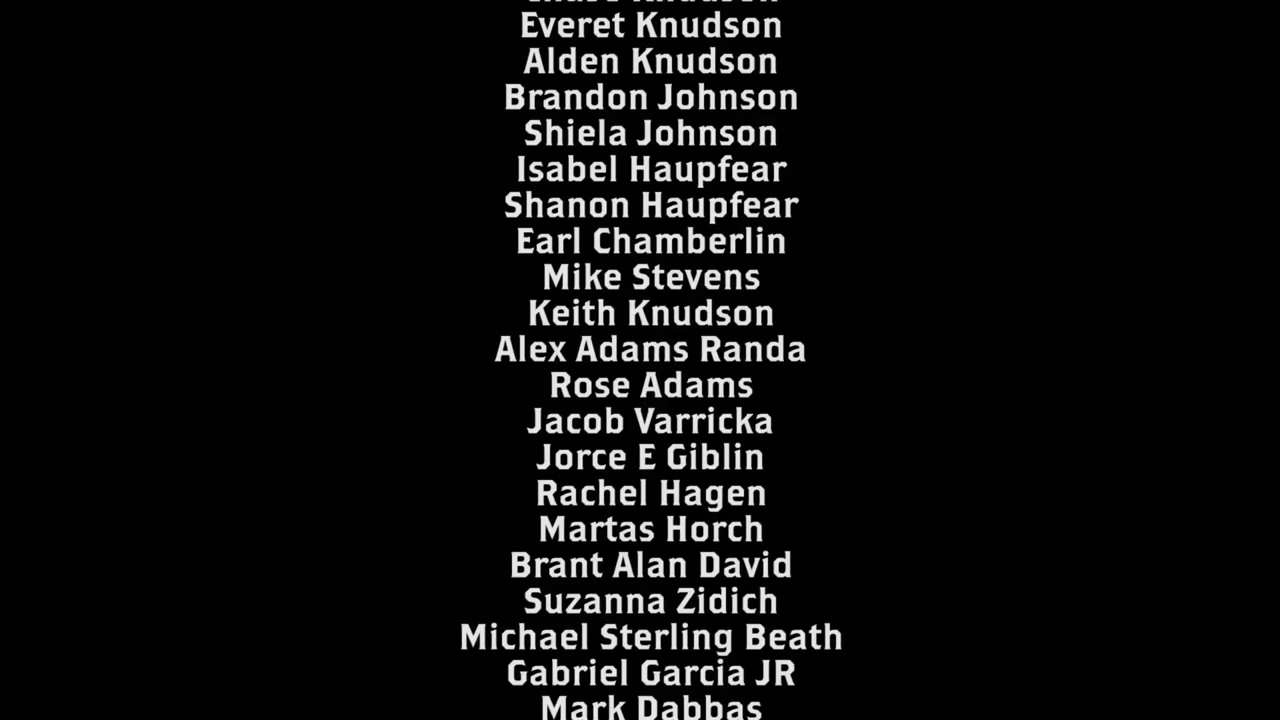 Knudson
Everet Knudson
Alden Knudson
Brandon Johnson
Shiela Johnson
Isabel Haupfear
Shanon Haupfear
Earl Chamberlin
Mike Stevens
Keith Knudson
Alex Adams Randa
Rose Adams
Jacob Varricka
Jorce E Giblin
Rachel Hagen
Martas Horch
Brant Alan David
Suzanna Zidich
Michael Sterling Beath
Gabriel Garcia JR
Mark Dabbas